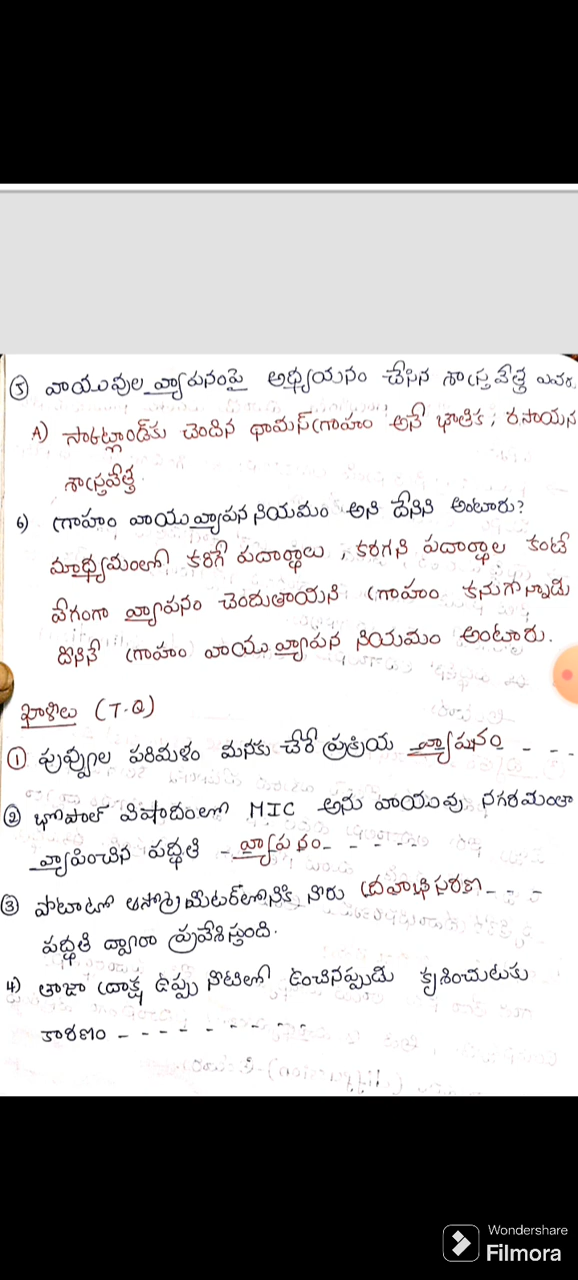 ⑤ వాయువుల వ్యాపనంపై అధ్యయనం చేసిన శాస్త్రవేత్త ఎవరు
A) స్కాట్లాండ్‌కు చెందిన థామస్‌గ్రాహం అనే భౌతిక, రసాయన
శాస్త్రవేత్త
6) గ్రాహం వాయు వ్యాపన నియమం అని దేనిని అంటారు?
మాధ్యమంలో కరిగే పదార్థాలు, కరగని పదార్థాల కంటే
వేగంగా వ్యాపనం చెందుతాయని గ్రాహం కనుగొన్నాడు
దీనినే గ్రాహం వాయు వ్యాపన నియమం అంటారు.
ఖాళీలు (T.Q)
① పువ్వుల పరిమళం మనకు చేరే ప్రక్రియ వ్యాపనం - - - -
② భోపాల్ విషాదంలో MIC అను వాయువు నగరమంతా
వ్యాపించిన పద్ధతి - వ్యాపనం - - - - - -
③ పొటాటో ఆస్మోమీటర్‌లోనికి నీరు ద్రవాభిసరణ - - -
పద్ధతి ద్వారా ప్రవేశిస్తుంది.
4) తాజా ద్రాక్ష ఉప్పు నీటిలో ఉంచినప్పుడు కృశించుటకు
కారణం - - - - - - - - -
Wondershare
Filmora